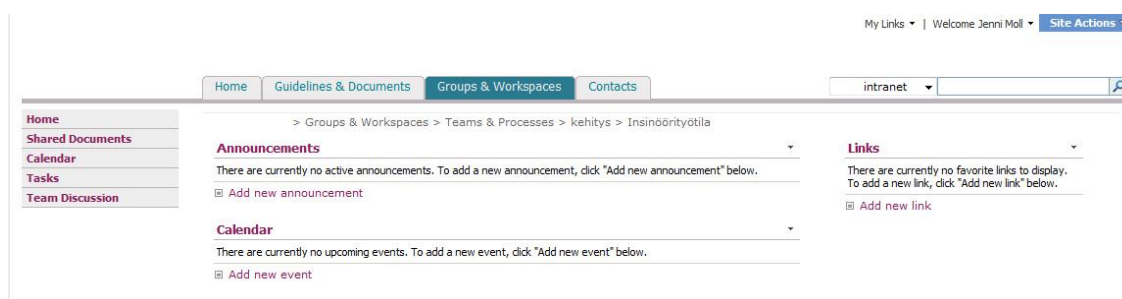 My Links | Welcome Jenni Moll Site Actions
Home Guidelines & Documents Groups & Workspaces Contacts intranet
Home
Shared Documents
Calendar
Tasks
Team Discussion
> Groups & Workspaces > Teams & Processes > kehitys > Insinöörityötila
Announcements
There are currently no active announcements. To add a new announcement, click "Add new announcement" below.
Add new announcement
Calendar
There are currently no upcoming events. To add a new event, click "Add new event" below.
Add new event
Links
There are currently no favorite links to display.
To add a new link, click "Add new link" below.
Add new link